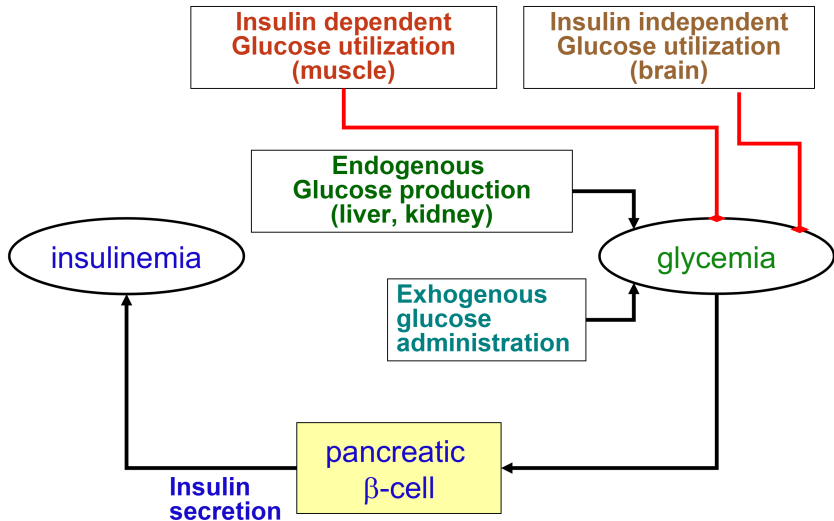 Insulin dependent
Glucose utilization
(muscle)
Insulin independent
Glucose utilization
(brain)
Endogenous
Glucose production
(liver, kidney)
insulinemia
glycemia
Exhogenous
glucose
administration
pancreatic
β-cell
Insulin
secretion